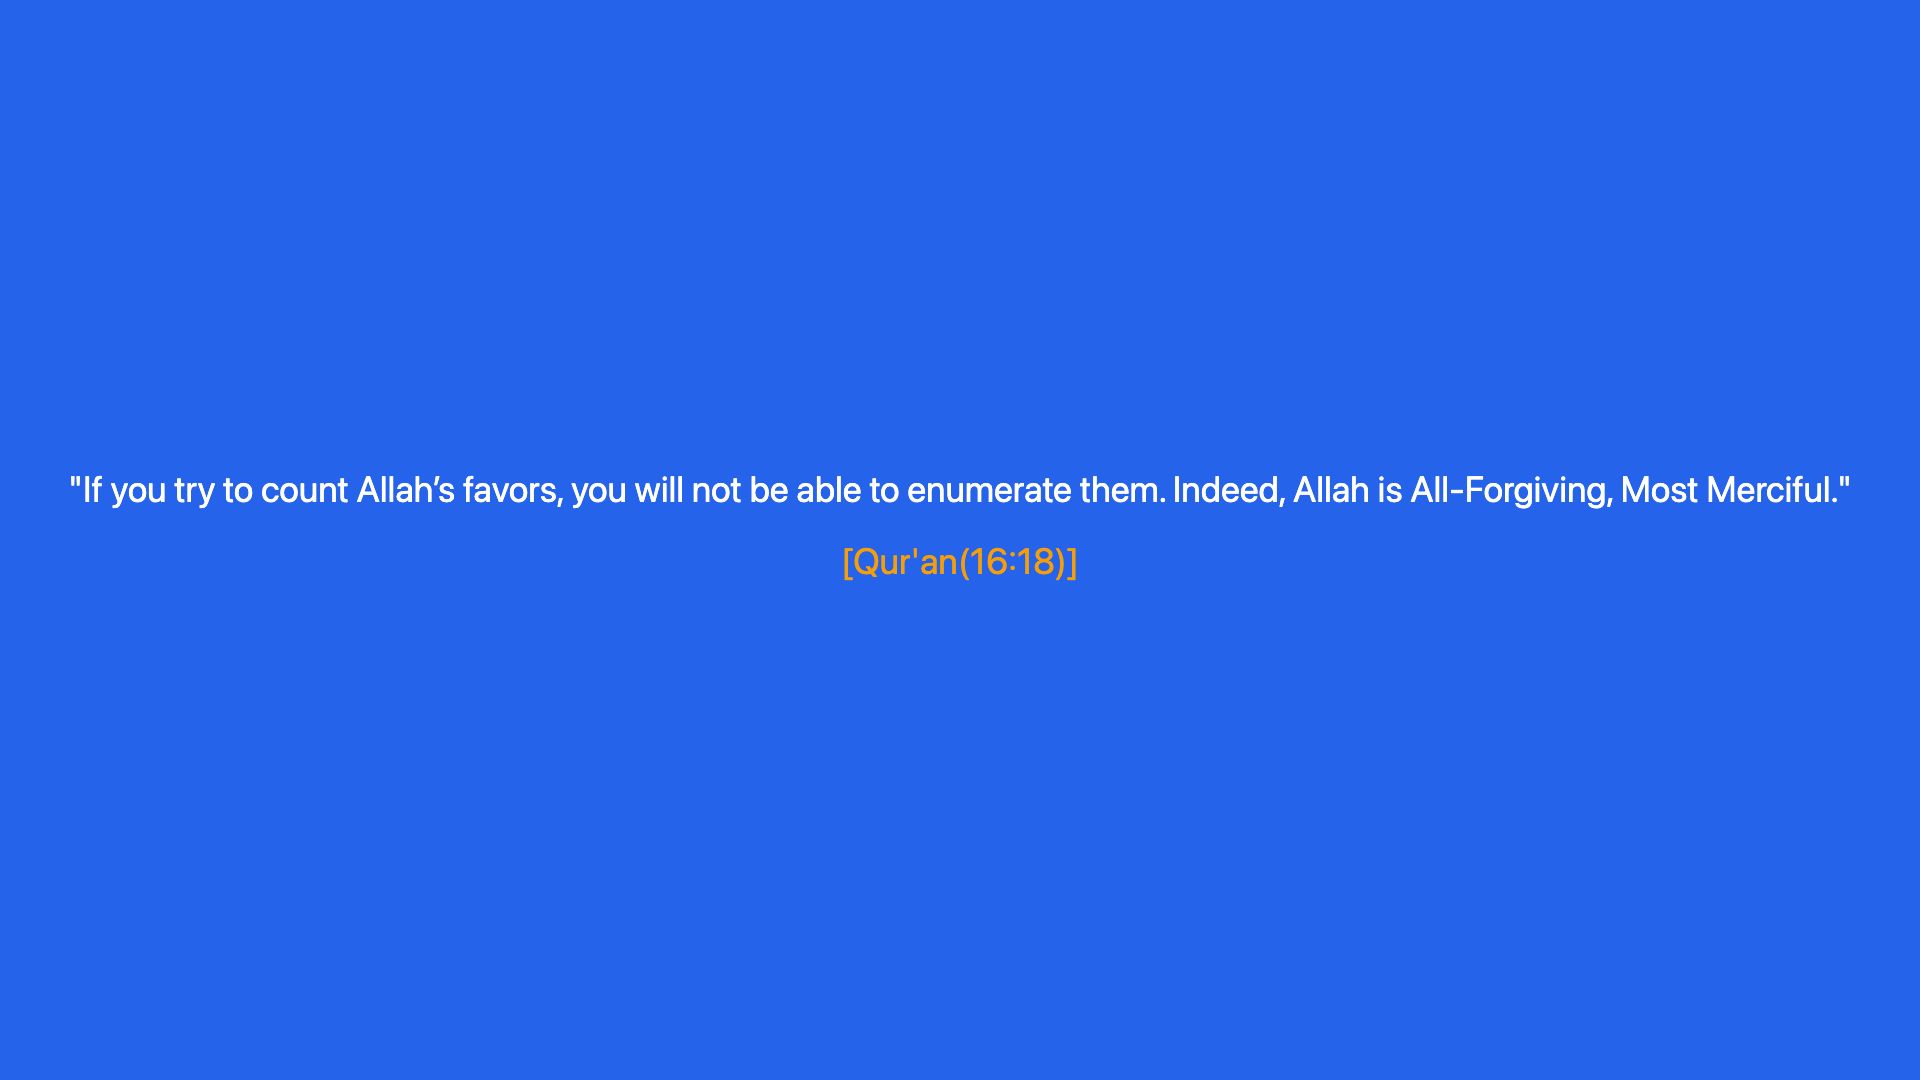 "If you try to count Allah’s favors, you will not be able to enumerate them. Indeed, Allah is All-Forgiving, Most Merciful."
[Qur'an(16:18)]